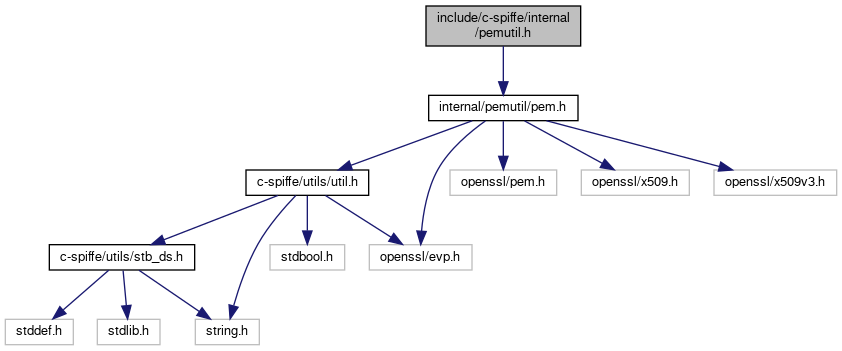 include/c-spiffe/internal
/pemutil.h
internal/pemutil/pem.h
c-spiffe/utils/util.h
openssl/pem.h
openssl/x509.h
openssl/x509v3.h
c-spiffe/utils/stb_ds.h
stdbool.h
openssl/evp.h
stddef.h
stdlib.h
string.h